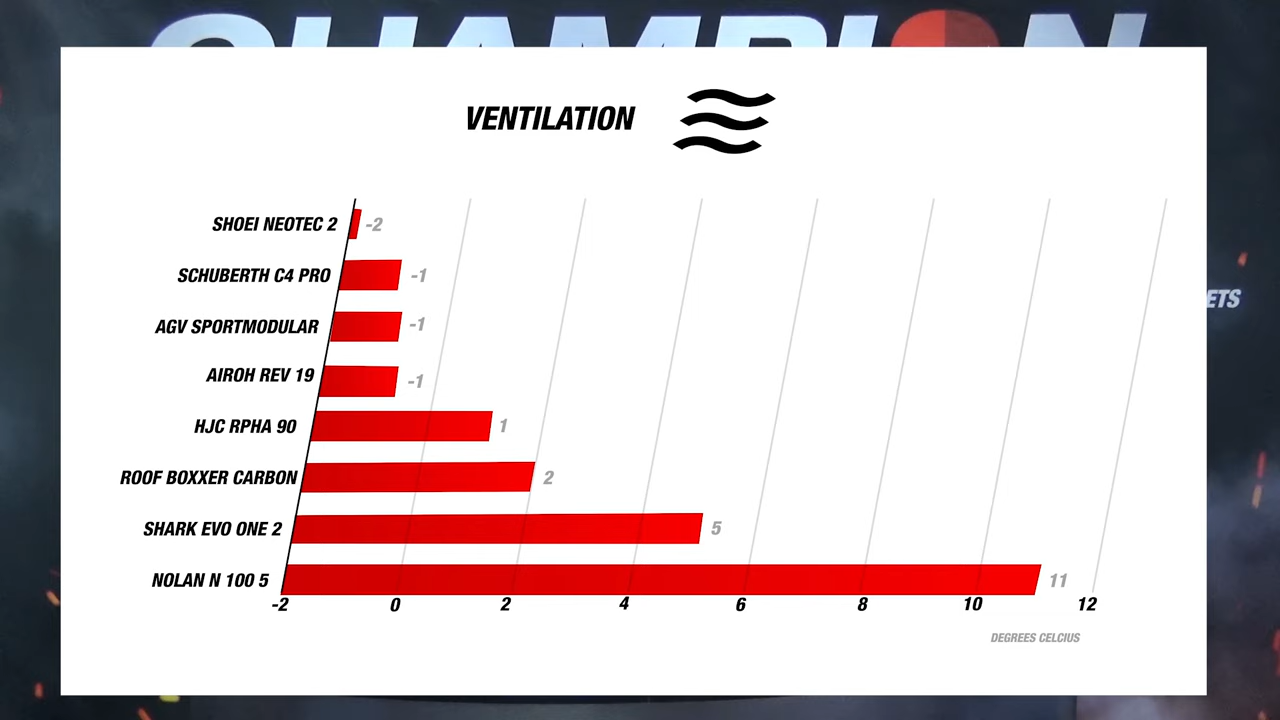 CHAMPION
VENTILATION
SHOEI NEOTEC 2 -2
SCHUBERTH C4 PRO -1
AGV SPORTMODULAR -1
AIROH REV 19 -1
ETS
HJC RPHA 90 1
ROOF BOXXER CARBON 2
SHARK EVO ONE 2 5
NOLAN N 100 5 11
-2 0 2 4 6 8 10 12
DEGREES CELCIUS